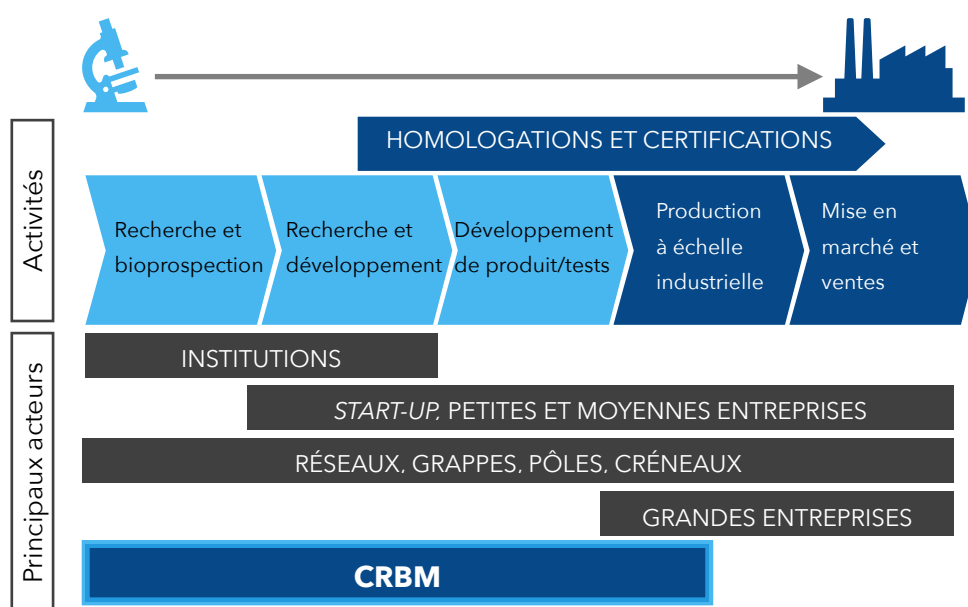 Activités
HOMOLOGATIONS ET CERTIFICATIONS
Recherche et
bioprospection
Recherche et
développement
Développement
de produit/tests
Production
à échelle
industrielle
Mise en
marché et
ventes
Principaux acteurs
INSTITUTIONS
START-UP, PETITES ET MOYENNES ENTREPRISES
RÉSEAUX, GRAPPES, PÔLES, CRÉNEAUX
GRANDES ENTREPRISES
CRBM